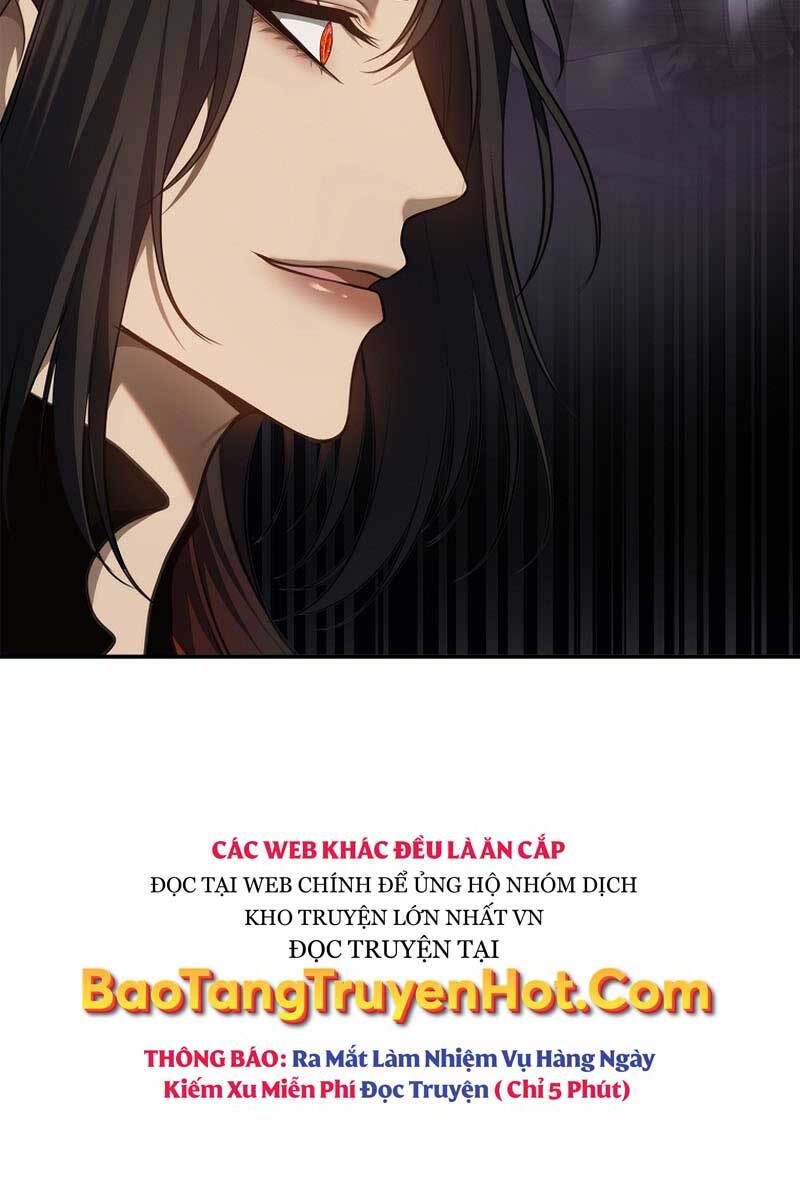 CÁC WEB KHÁC ĐỀU LÀ ĂN CẮP
ĐỌC TẠI WEB CHÍNH ĐỂ ỦNG HỘ NHÓM DỊCH
KHO TRUYỆN LỚN NHẤT VN
ĐỌC TRUYỆN TẠI
BaoTangTruyenHot.Com
THÔNG BÁO: Ra Mắt Làm Nhiệm Vụ Hàng Ngày
Kiếm Xu Miễn Phí Đọc Truyện ( Chỉ 5 Phút)